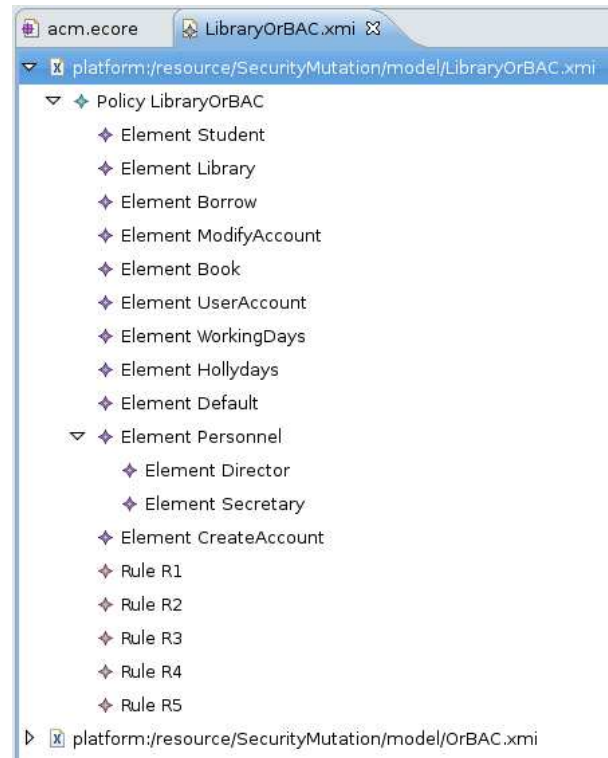 acm.ecore LibraryOrBAC.xmi
platform:/resource/SecurityMutation/model/LibraryOrBAC.xmi
Policy LibraryOrBAC
Element Student
Element Library
Element Borrow
Element ModifyAccount
Element Book
Element UserAccount
Element WorkingDays
Element Hollydays
Element Default
Element Personnel
Element Director
Element Secretary
Element CreateAccount
Rule R1
Rule R2
Rule R3
Rule R4
Rule R5
platform:/resource/SecurityMutation/model/OrBAC.xmi